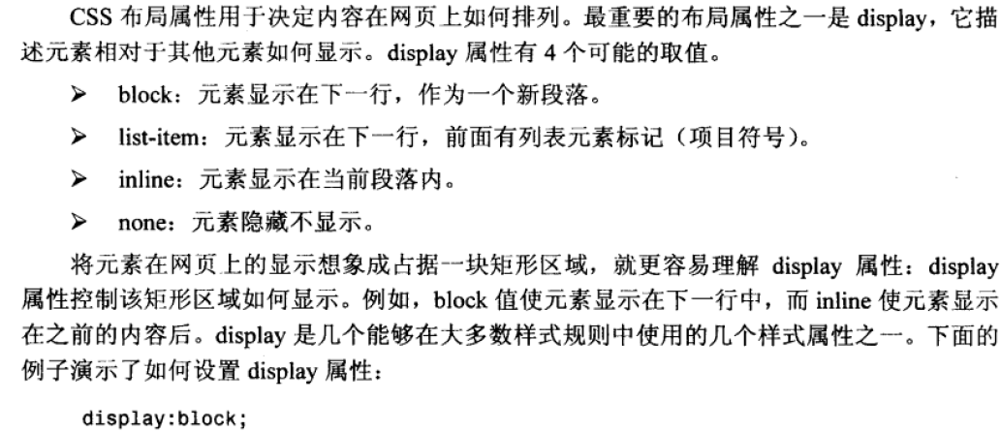 CSS 布局属性用于决定内容在网页上如何排列。最重要的布局属性之一是 display，它描
述元素相对于其他元素如何显示。display 属性有 4 个可能的取值。
➢ block：元素显示在下一行，作为一个新段落。
➢ list-item：元素显示在下一行，前面有列表元素标记（项目符号）。
➢ inline：元素显示在当前段落内。
➢ none：元素隐藏不显示。
将元素在网页上的显示想象成占据一块矩形区域，就更容易理解 display 属性：display
属性控制该矩形区域如何显示。例如，block 值使元素显示在下一行中，而 inline 使元素显示
在之前的内容后。display 是几个能够在大多数样式规则中使用的几个样式属性之一。下面的
例子演示了如何设置 display 属性：
display:block;